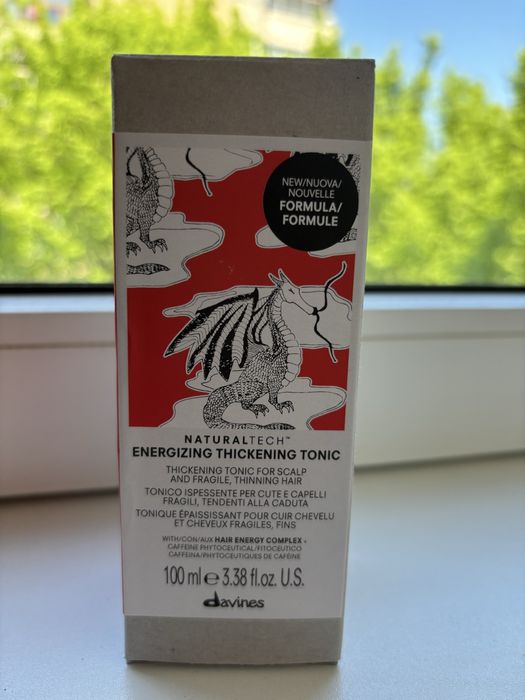 NEW/NUOVA/
NOUVELLE
FORMULA/
FORMULE
NATURALTECH™
ENERGIZING THICKENING TONIC
THICKENING TONIC FOR SCALP
AND FRAGILE, THINNING HAIR
TONICO ISPESSENTE PER CUTE E CAPELLI
FRAGILI, TENDENTI ALLA CADUTA
TONIQUE ÉPAISSISSANT POUR CUIR CHEVELU
ET CHEVEUX FRAGILES, FINS
WITH/CON/AUX HAIR ENERGY COMPLEX +
CAFFEINE PHYTOCEUTICAL/FITOCEUTICO
CAFFEINA/PHYTOCEUTIQUES DE CAFÉINE
100 ml e 3.38 fl.oz. U.S.
davines